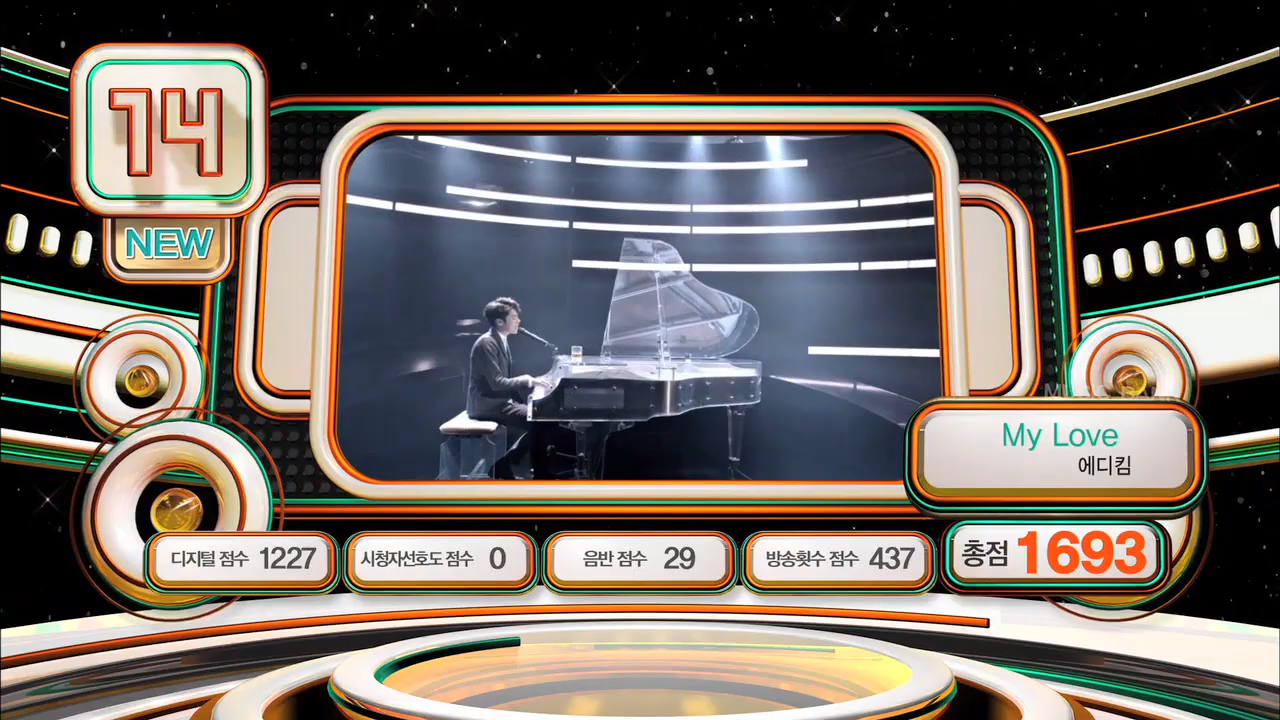 14
NEW
My Love
에디킴
디지털 점수 1227
시청자선호도 점수 0
음반 점수 29
방송횟수 점수 437
총점 1693